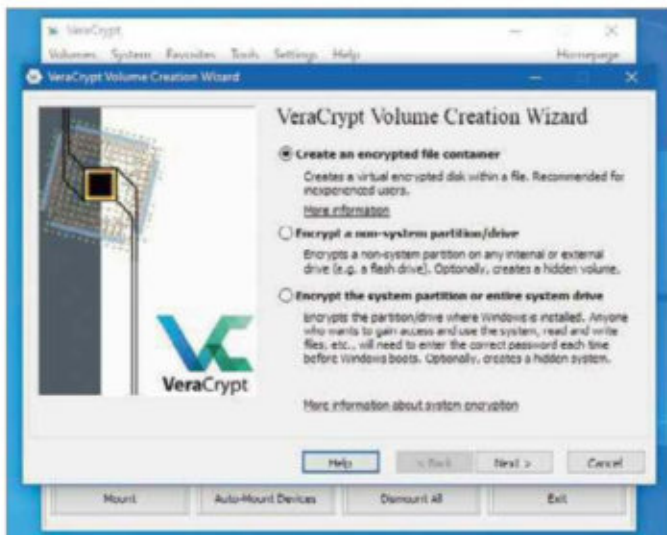 VeraCrypt
Volumes System Favorites Tools Settings Help Homepage
VeraCrypt Volume Creation Wizard
VeraCrypt Volume Creation Wizard
Create an encrypted file container
Creates a virtual encrypted disk within a file. Recommended for
inexperienced users.
More information
Encrypt a non-system partition/drive
Encrypts a non-system partition on any internal or external
drive (e.g. a flash drive). Optionally, creates a hidden volume.
Encrypt the system partition or entire system drive
Encrypts the partition/drive where Windows is installed. Anyone
who wants to gain access and use the system, read and write
files, etc., will need to enter the correct password each time
before Windows boots. Optionally, creates a hidden system.
More information about system encryption
VeraCrypt
Help < Back Next > Cancel
Mount Auto-Mount Devices Dismount All Exit